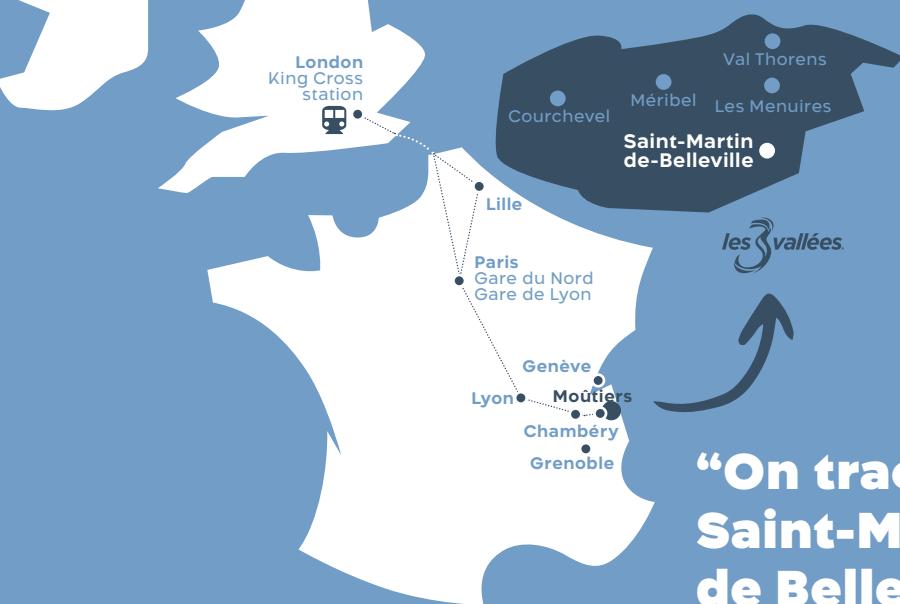 London
King Cross
station
Val Thorens
Méribel
Les Menuires
Courchevel
Saint-Martin
de-Belleville
Lille
les 3 vallées
Paris
Gare du Nord
Gare de Lyon
Genève
Moûtiers
Lyon
Chambéry
Grenoble
“On trac
Saint-M
de Belle